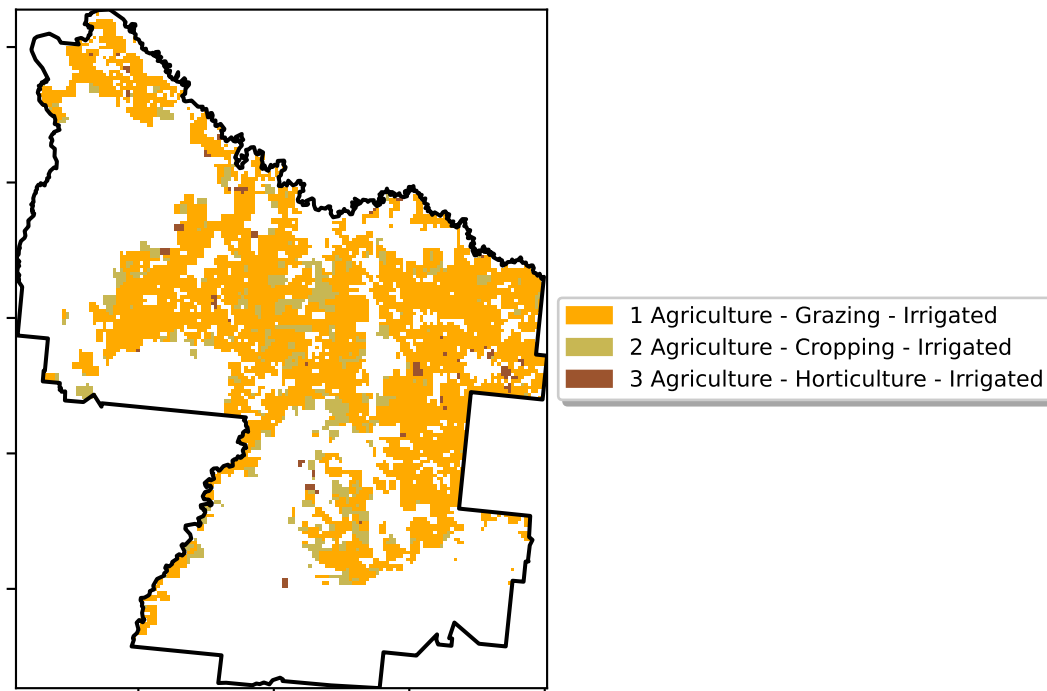 1 Agriculture - Grazing - Irrigated
2 Agriculture - Cropping - Irrigated
3 Agriculture - Horticulture - Irrigated